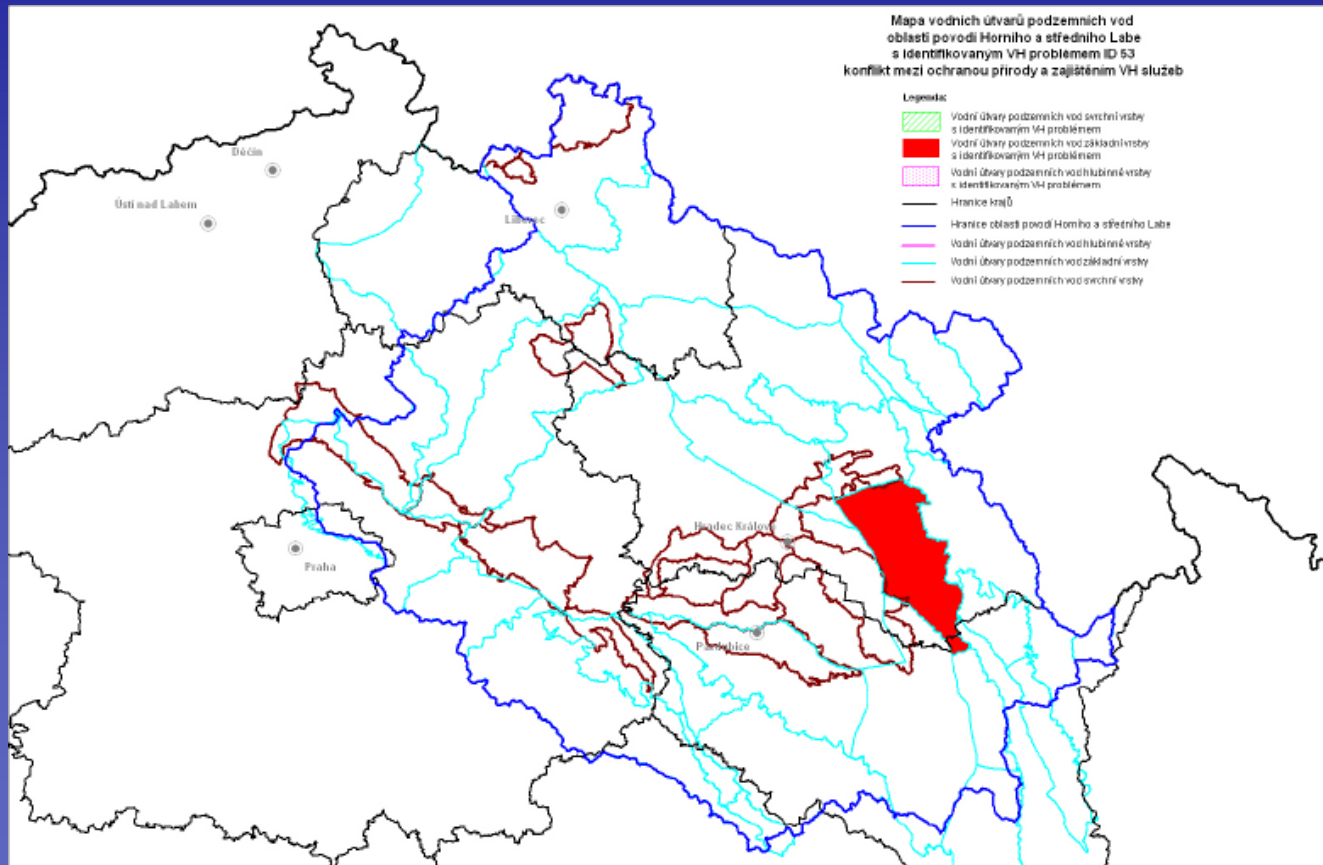 Mapa vodních útvarů podzemních vod
oblasti povodí Horního a středního Labe
s identifikovaným VH problémem ID 53
konflikt mezi ochranou přírody a zajištěním VH služeb
Legenda:
Vodní útvary podzemních vod svrchní vrstvy
s identifikovaným VH problémem
Vodní útvary podzemních vod základní vrstvy
s identifikovaným VH problémem
Vodní útvary podzemních vod hlubinné vrstvy
s identifikovaným VH problémem
Hranice krajů
Hranice oblasti povodí Horního a středního Labe
Vodní útvary podzemních vod hlubinné vrstvy
Vodní útvary podzemních vod základní vrstvy
Vodní útvary podzemních vod svrchní vrstvy
Děčín
Ústí nad Labem
Liberec
Hradec Králové
Praha
Pardubice